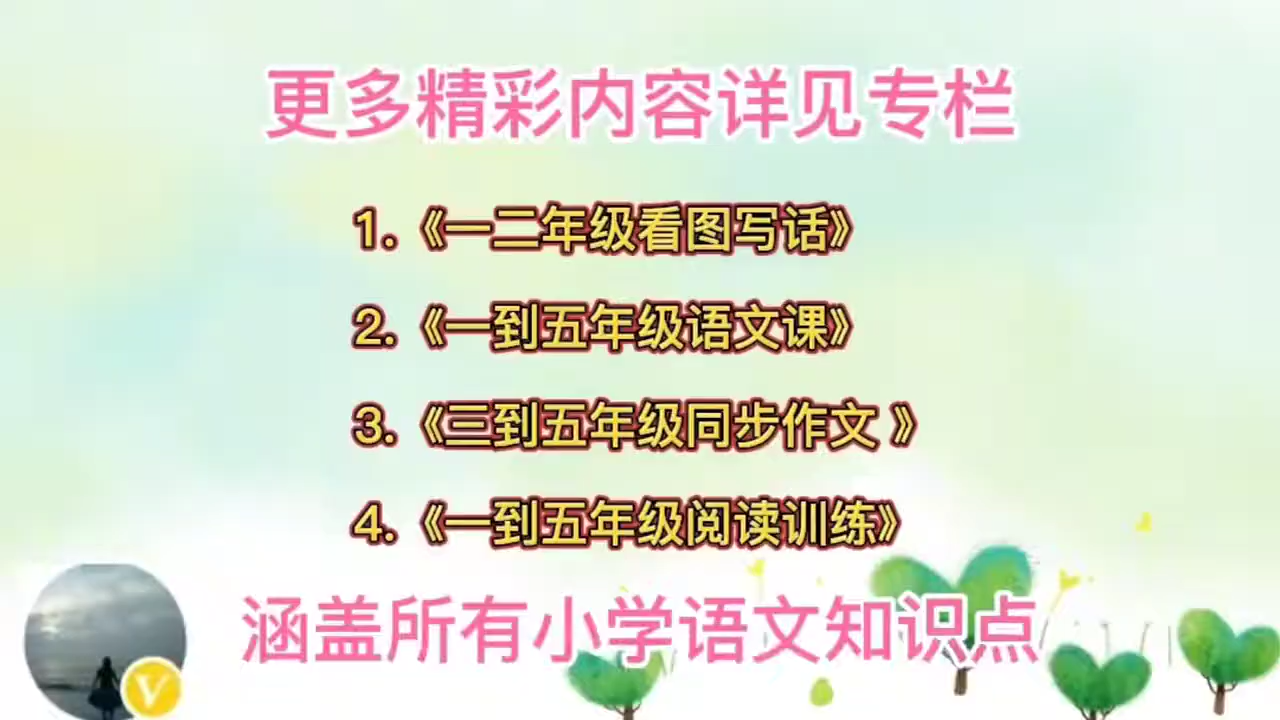 更多精彩内容详见专栏
1.《一二年级看图写话》
2.《一到五年级语文课》
3.《三到五年级同步作文 》
4.《一到五年级阅读训练》
涵盖所有小学语文知识点
V